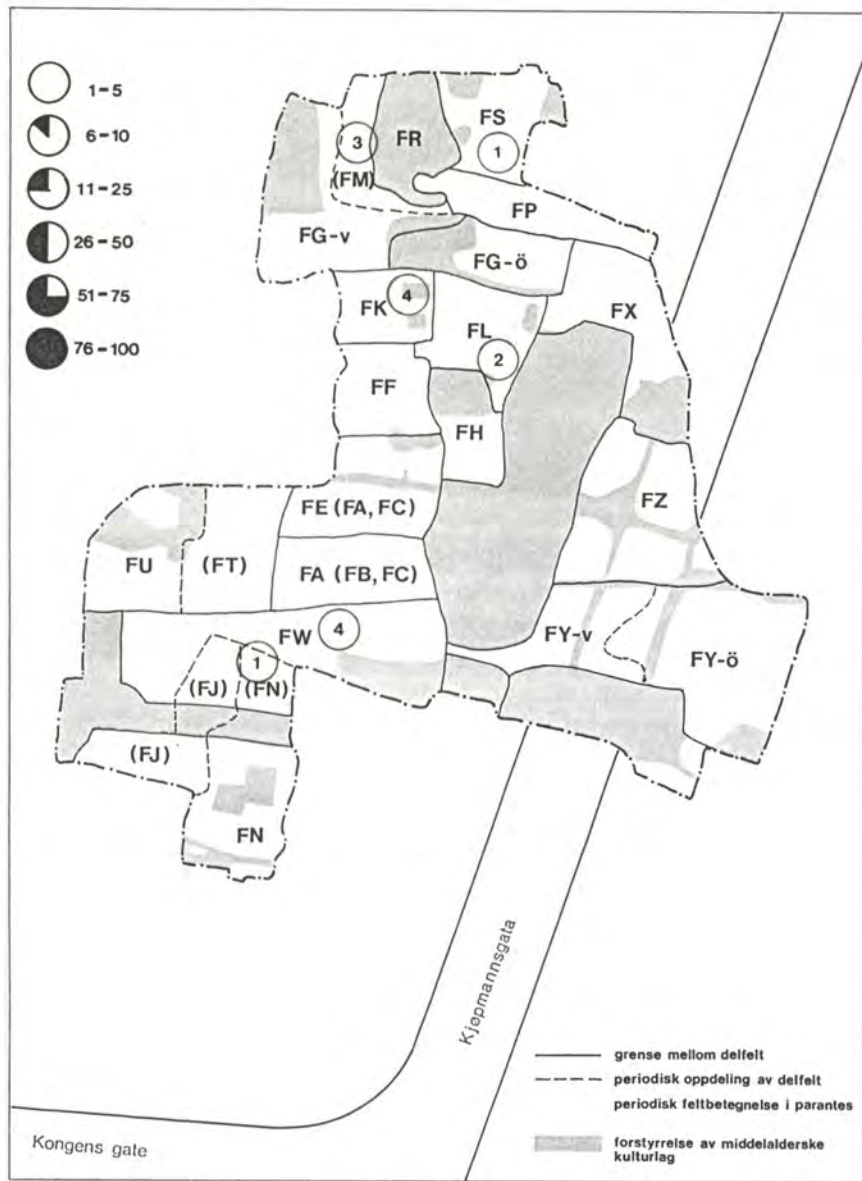 1-5
6-10
11-25
26-50
51-75
76-100
FS
3
FR
1
(FM)
FP
FG-v
FG-ö
4
FK
FX
FL
2
FF
FH
FZ
FE (FA, FC)
FU
(FT)
FA (FB, FC)
FW
4
FY-v
1
FY-ö
(FJ)
(FN)
(FJ)
FN
Kjøpmannsgata
Kongens gate
grense mellom delfelt
periodisk oppdeling av delfelt
periodisk feltbetegnelse i parantes
forstyrrelse av middelalderske
kulturlag